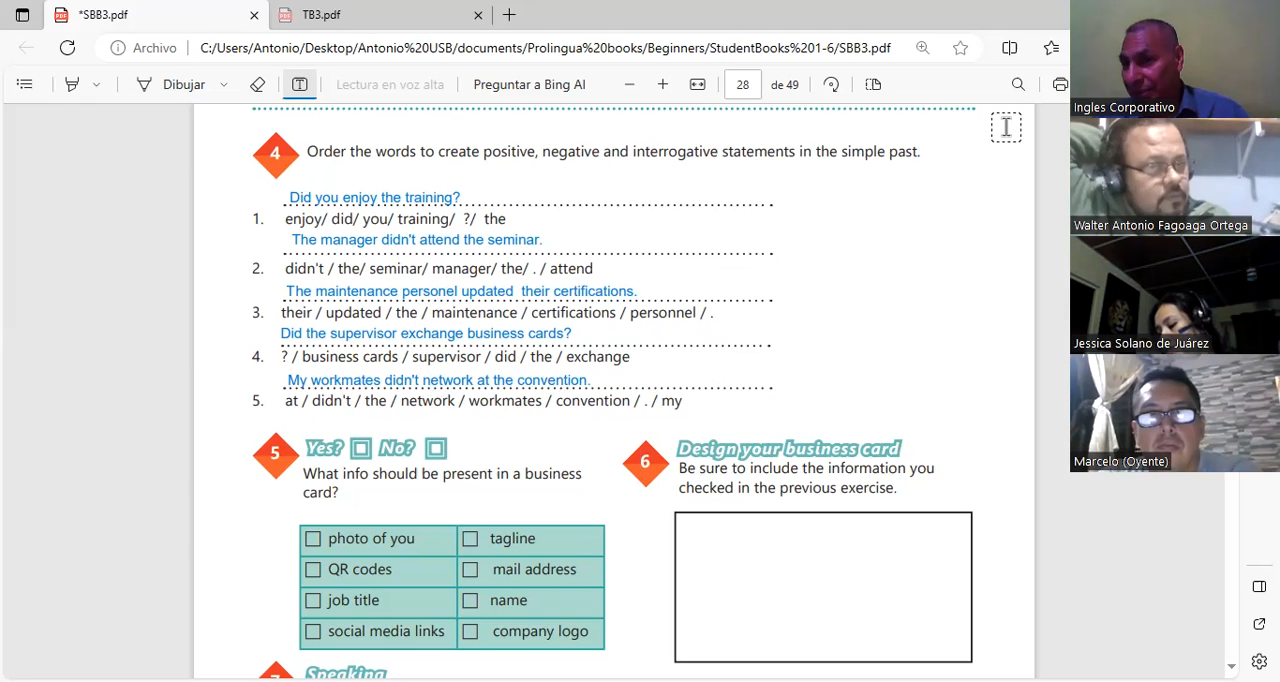 *SBB3.pdf
TB3.pdf
Archivo C:/Users/Antonio/Desktop/Antonio%20USB/documents/Prolingua%20books/Beginners/StudentBooks%201-6/SBB3.pdf
Dibujar
Lectura en voz alta
Preguntar a Bing AI
28 de 49
4 Order the words to create positive, negative and interrogative statements in the simple past.
Did you enjoy the training?
1. enjoy/ did/ you/ training/ ?/ the
The manager didn't attend the seminar.
2. didn't / the/ seminar/ manager/ the/ . / attend
The maintenance personel updated their certifications.
3. their / updated / the / maintenance / certifications / personnel / .
Did the supervisor exchange business cards?
4. ? / business cards / supervisor / did / the / exchange
My workmates didn't network at the convention.
5. at / didn't / the / network / workmates / convention / . / my
5 Yes? No?
What info should be present in a business
card?
photo of you tagline
QR codes mail address
job title name
social media links company logo
6 Design your business card
Be sure to include the information you
checked in the previous exercise.
Speaking
Ingles Corporativo
Walter Antonio Fagoaga Ortega
Jessica Solano de Juárez
Marcelo (Oyente)